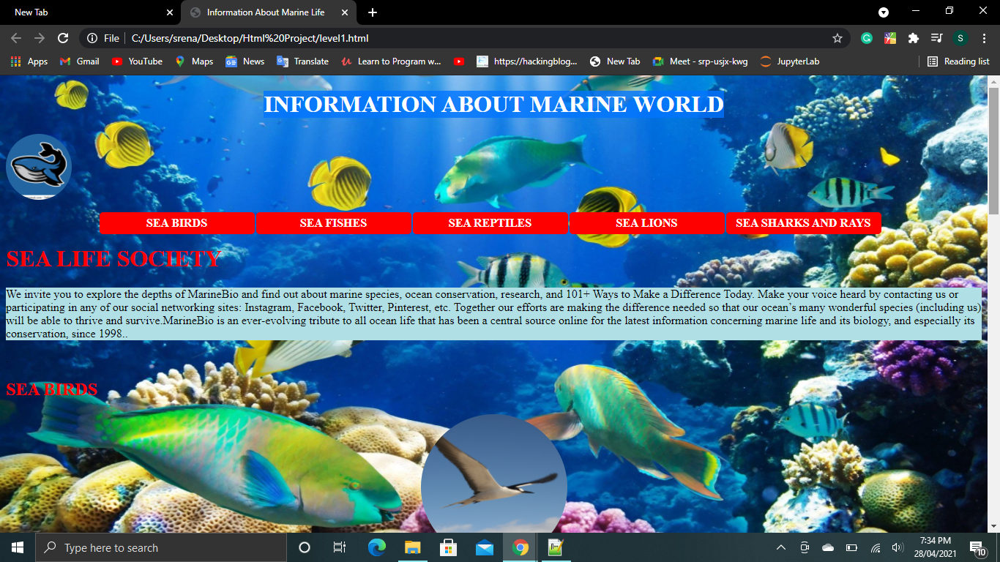 New Tab
Information About Marine Life
File
C:/Users/srena/Desktop/Html%20Project/level1.html
S
Apps
Gmail
YouTube
Maps
News
Translate
Learn to Program w...
https://hackingblog...
New Tab
Meet - srp-usjx-kwg
JupyterLab
Reading list
INFORMATION ABOUT MARINE WORLD
SEA BIRDS
SEA FISHES
SEA REPTILES
SEA LIONS
SEA SHARKS AND RAYS
SEA LIFE SOCIETY
We invite you to explore the depths of MarineBio and find out about marine species, ocean conservation, research, and 101+ Ways to Make a Difference Today. Make your voice heard by contacting us or
participating in any of our social networking sites: Instagram, Facebook, Twitter, Pinterest, etc. Together our efforts are making the difference needed so that our ocean’s many wonderful species (including us)
will be able to thrive and survive.MarineBio is an ever-evolving tribute to all ocean life that has been a central source online for the latest information concerning marine life and its biology, and especially its
conservation, since 1998..
SEA BIRDS
Type here to search
7:34 PM
28/04/2021
10